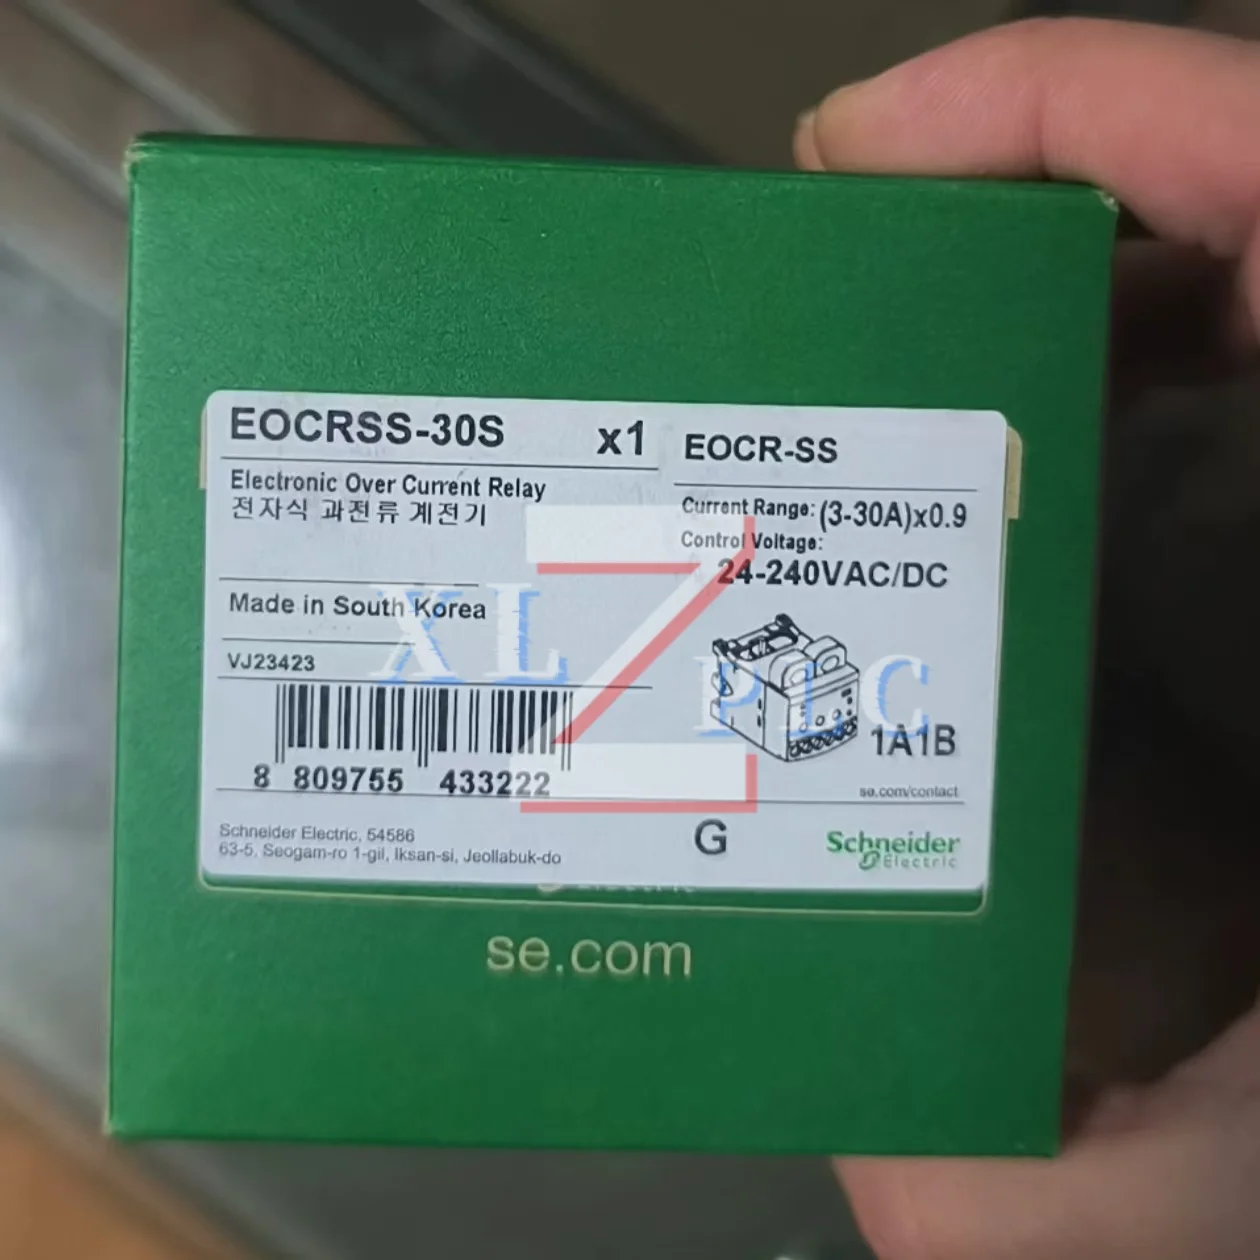 EOCRSS-30S x1
Electronic Over Current Relay
전자식 과전류 계전기
Made in South Korea
VJ23423
8 809755 433222
Schneider Electric, 54586
63-5, Seogam-ro 1-gil, Iksan-si, Jeollabuk-do
EOCR-SS
Current Range: (3-30A)x0.9
Control Voltage:
24-240VAC/DC
1A1B
se.com/contact
G
Schneider
Electric
se.com
XL Z PLC